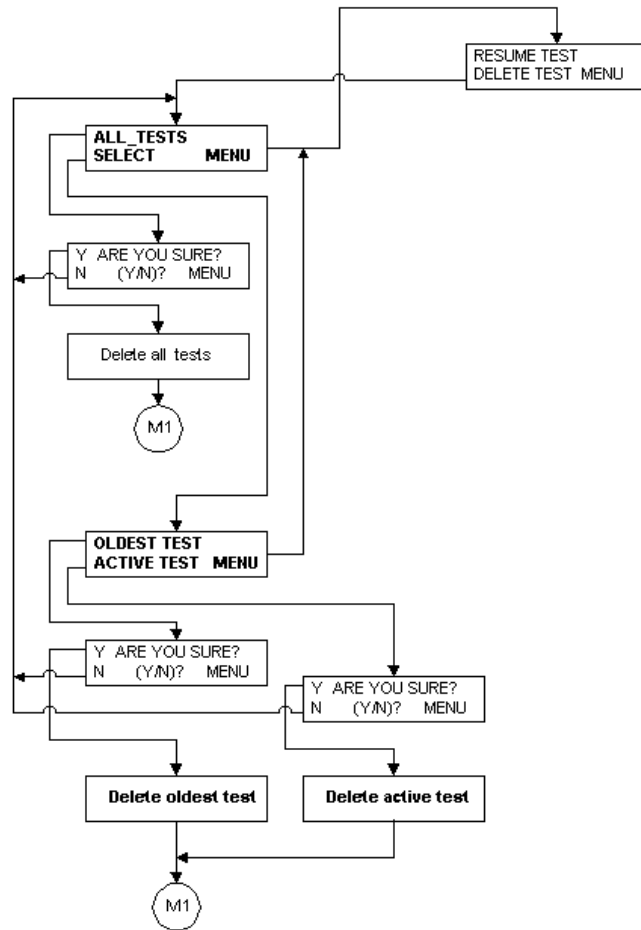 RESUME TEST
DELETE TEST MENU
ALL_TESTS
SELECT MENU
Y ARE YOU SURE?
N (Y/N)? MENU
Delete all tests
M1
OLDEST TEST
ACTIVE TEST MENU
Y ARE YOU SURE?
N (Y/N)? MENU
Y ARE YOU SURE?
N (Y/N)? MENU
Delete oldest test
Delete active test
M1